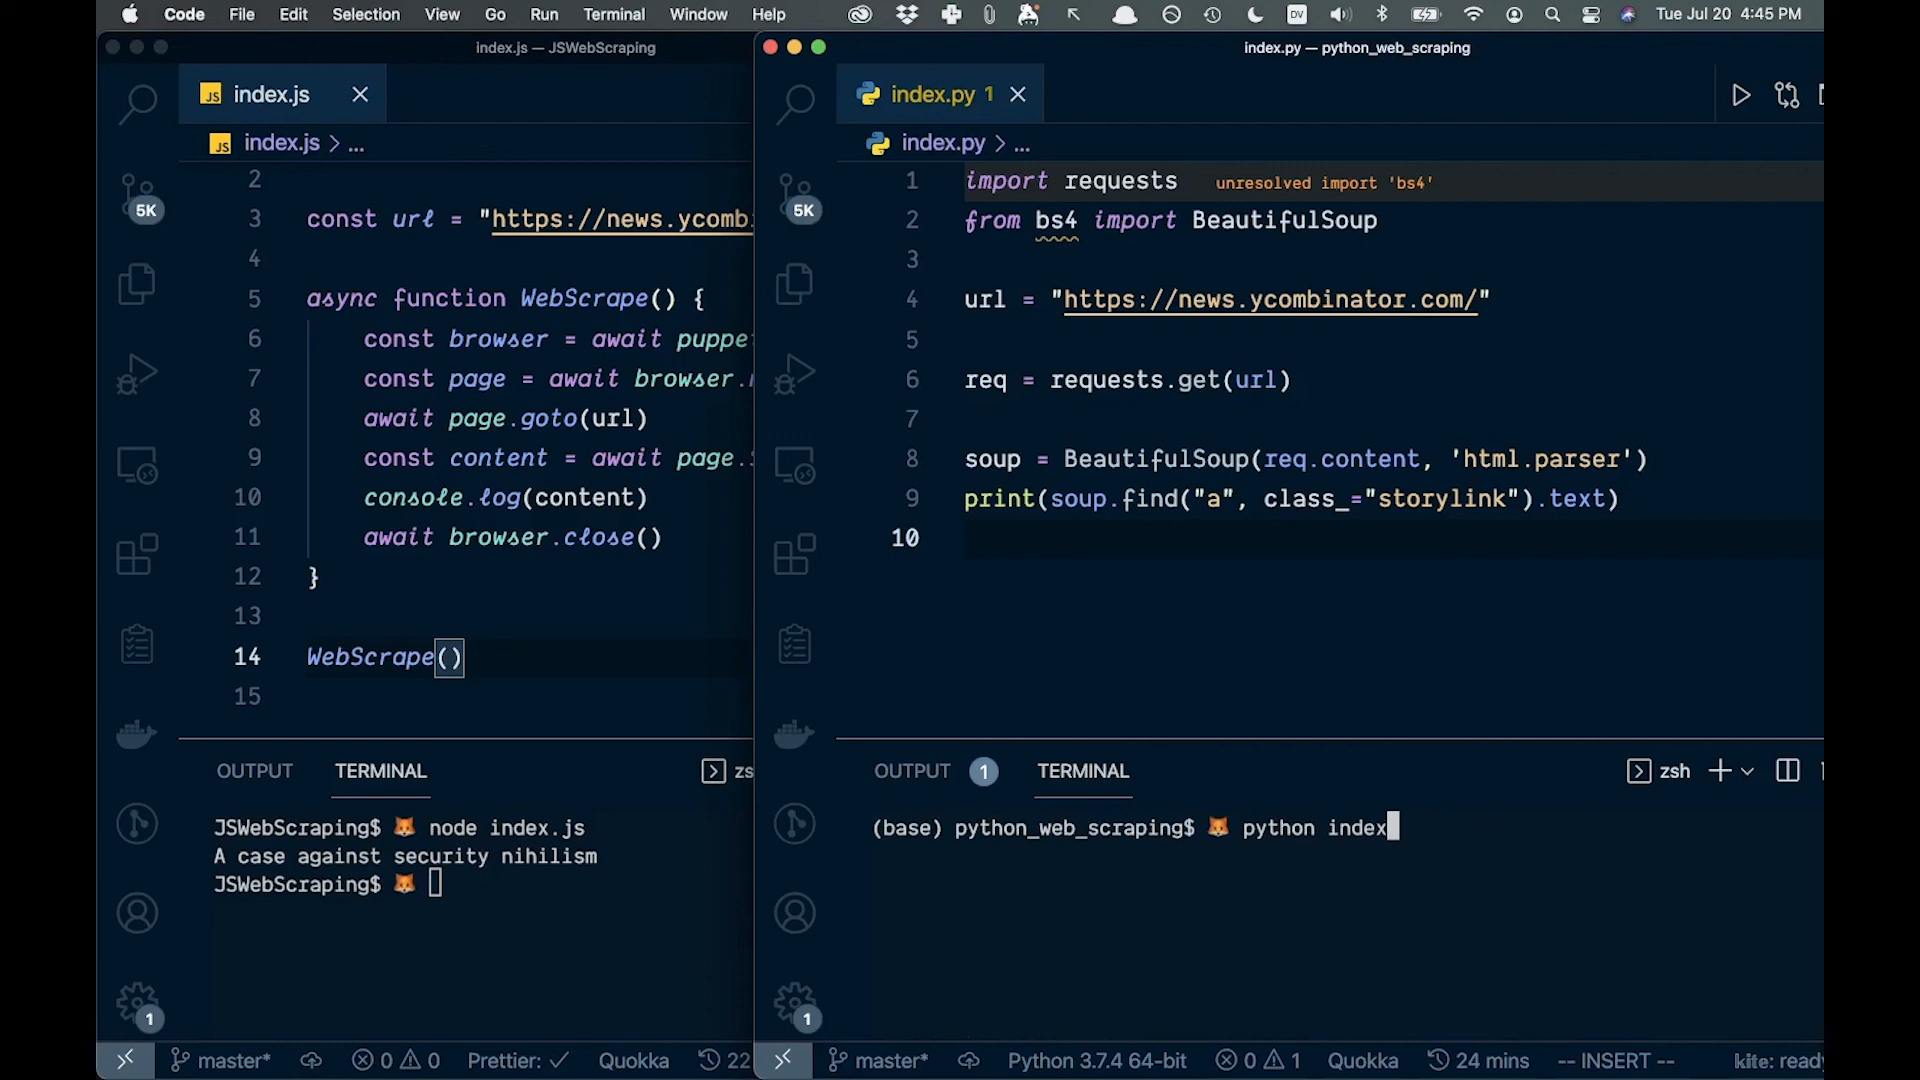 Code File Edit Selection View Go Run Terminal Window Help DV Tue Jul 20 4:45 PM
index.js — JSWebScraping
JS index.js
JS index.js > ...
5K
2
3 const url = "https://news.ycomb
4
5 async function WebScrape() {
6 const browser = await puppe
7 const page = await browser.
8 await page.goto(url)
9 const content = await page.
10 console.log(content)
11 await browser.close()
12 }
13
14 WebScrape()
15
OUTPUT TERMINAL zs
JSWebScraping$ 🦊 node index.js
A case against security nihilism
JSWebScraping$ 🦊
1
master* 0 0 Prettier: ✓ Quokka 22
index.py — python_web_scraping
index.py 1
index.py > ...
5K
1 import requests unresolved import 'bs4'
2 from bs4 import BeautifulSoup
3
4 url = "https://news.ycombinator.com/"
5
6 req = requests.get(url)
7
8 soup = BeautifulSoup(req.content, 'html.parser')
9 print(soup.find("a", class_="storylink").text)
10
OUTPUT 1 TERMINAL zsh
(base) python_web_scraping$ 🦊 python index
1
master* Python 3.7.4 64-bit 0 1 Quokka 24 mins -- INSERT -- kite: ready